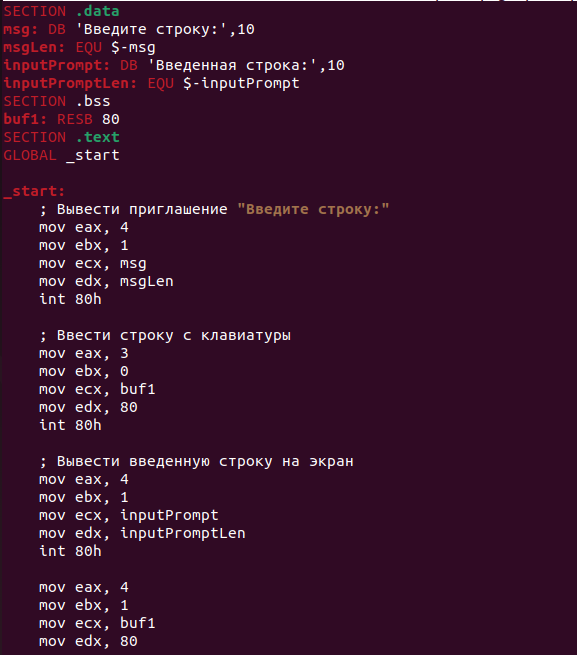 SECTION .data
msg: DB 'Введите строку:',10
msgLen: EQU $-msg
inputPrompt: DB 'Введенная строка:',10
inputPromptLen: EQU $-inputPrompt
SECTION .bss
buf1: RESB 80
SECTION .text
GLOBAL _start

_start:
    ; Вывести приглашение "Введите строку:"
    mov eax, 4
    mov ebx, 1
    mov ecx, msg
    mov edx, msgLen
    int 80h

    ; Ввести строку с клавиатуры
    mov eax, 3
    mov ebx, 0
    mov ecx, buf1
    mov edx, 80
    int 80h

    ; Вывести введенную строку на экран
    mov eax, 4
    mov ebx, 1
    mov ecx, inputPrompt
    mov edx, inputPromptLen
    int 80h

    mov eax, 4
    mov ebx, 1
    mov ecx, buf1
    mov edx, 80